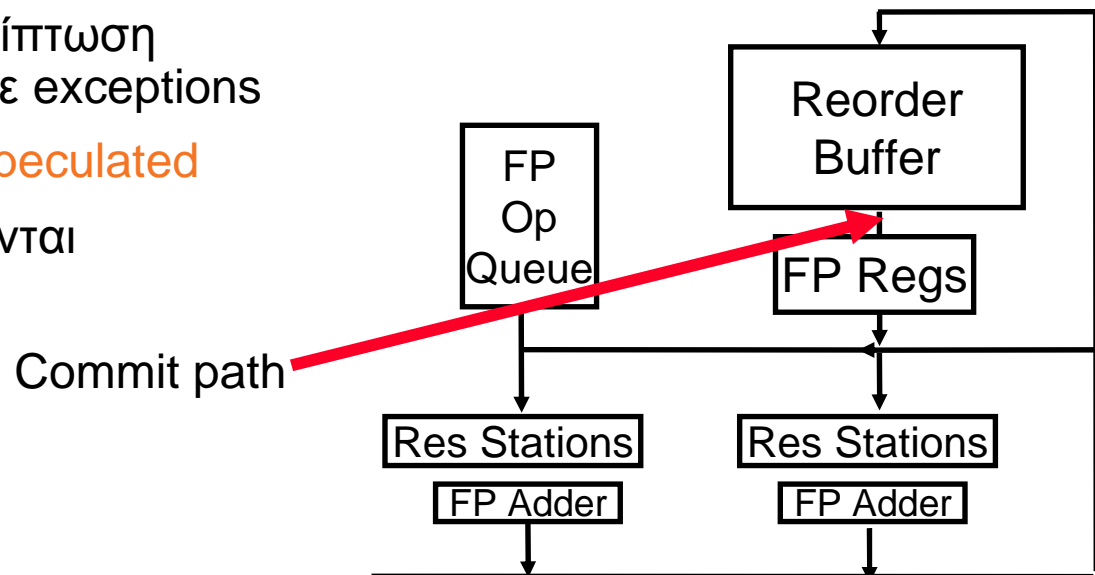 ίπτωση
ε exceptions
peculated
νται
Commit path
FP
Op
Queue
Reorder
Buffer
FP Regs
Res Stations
FP Adder
Res Stations
FP Adder